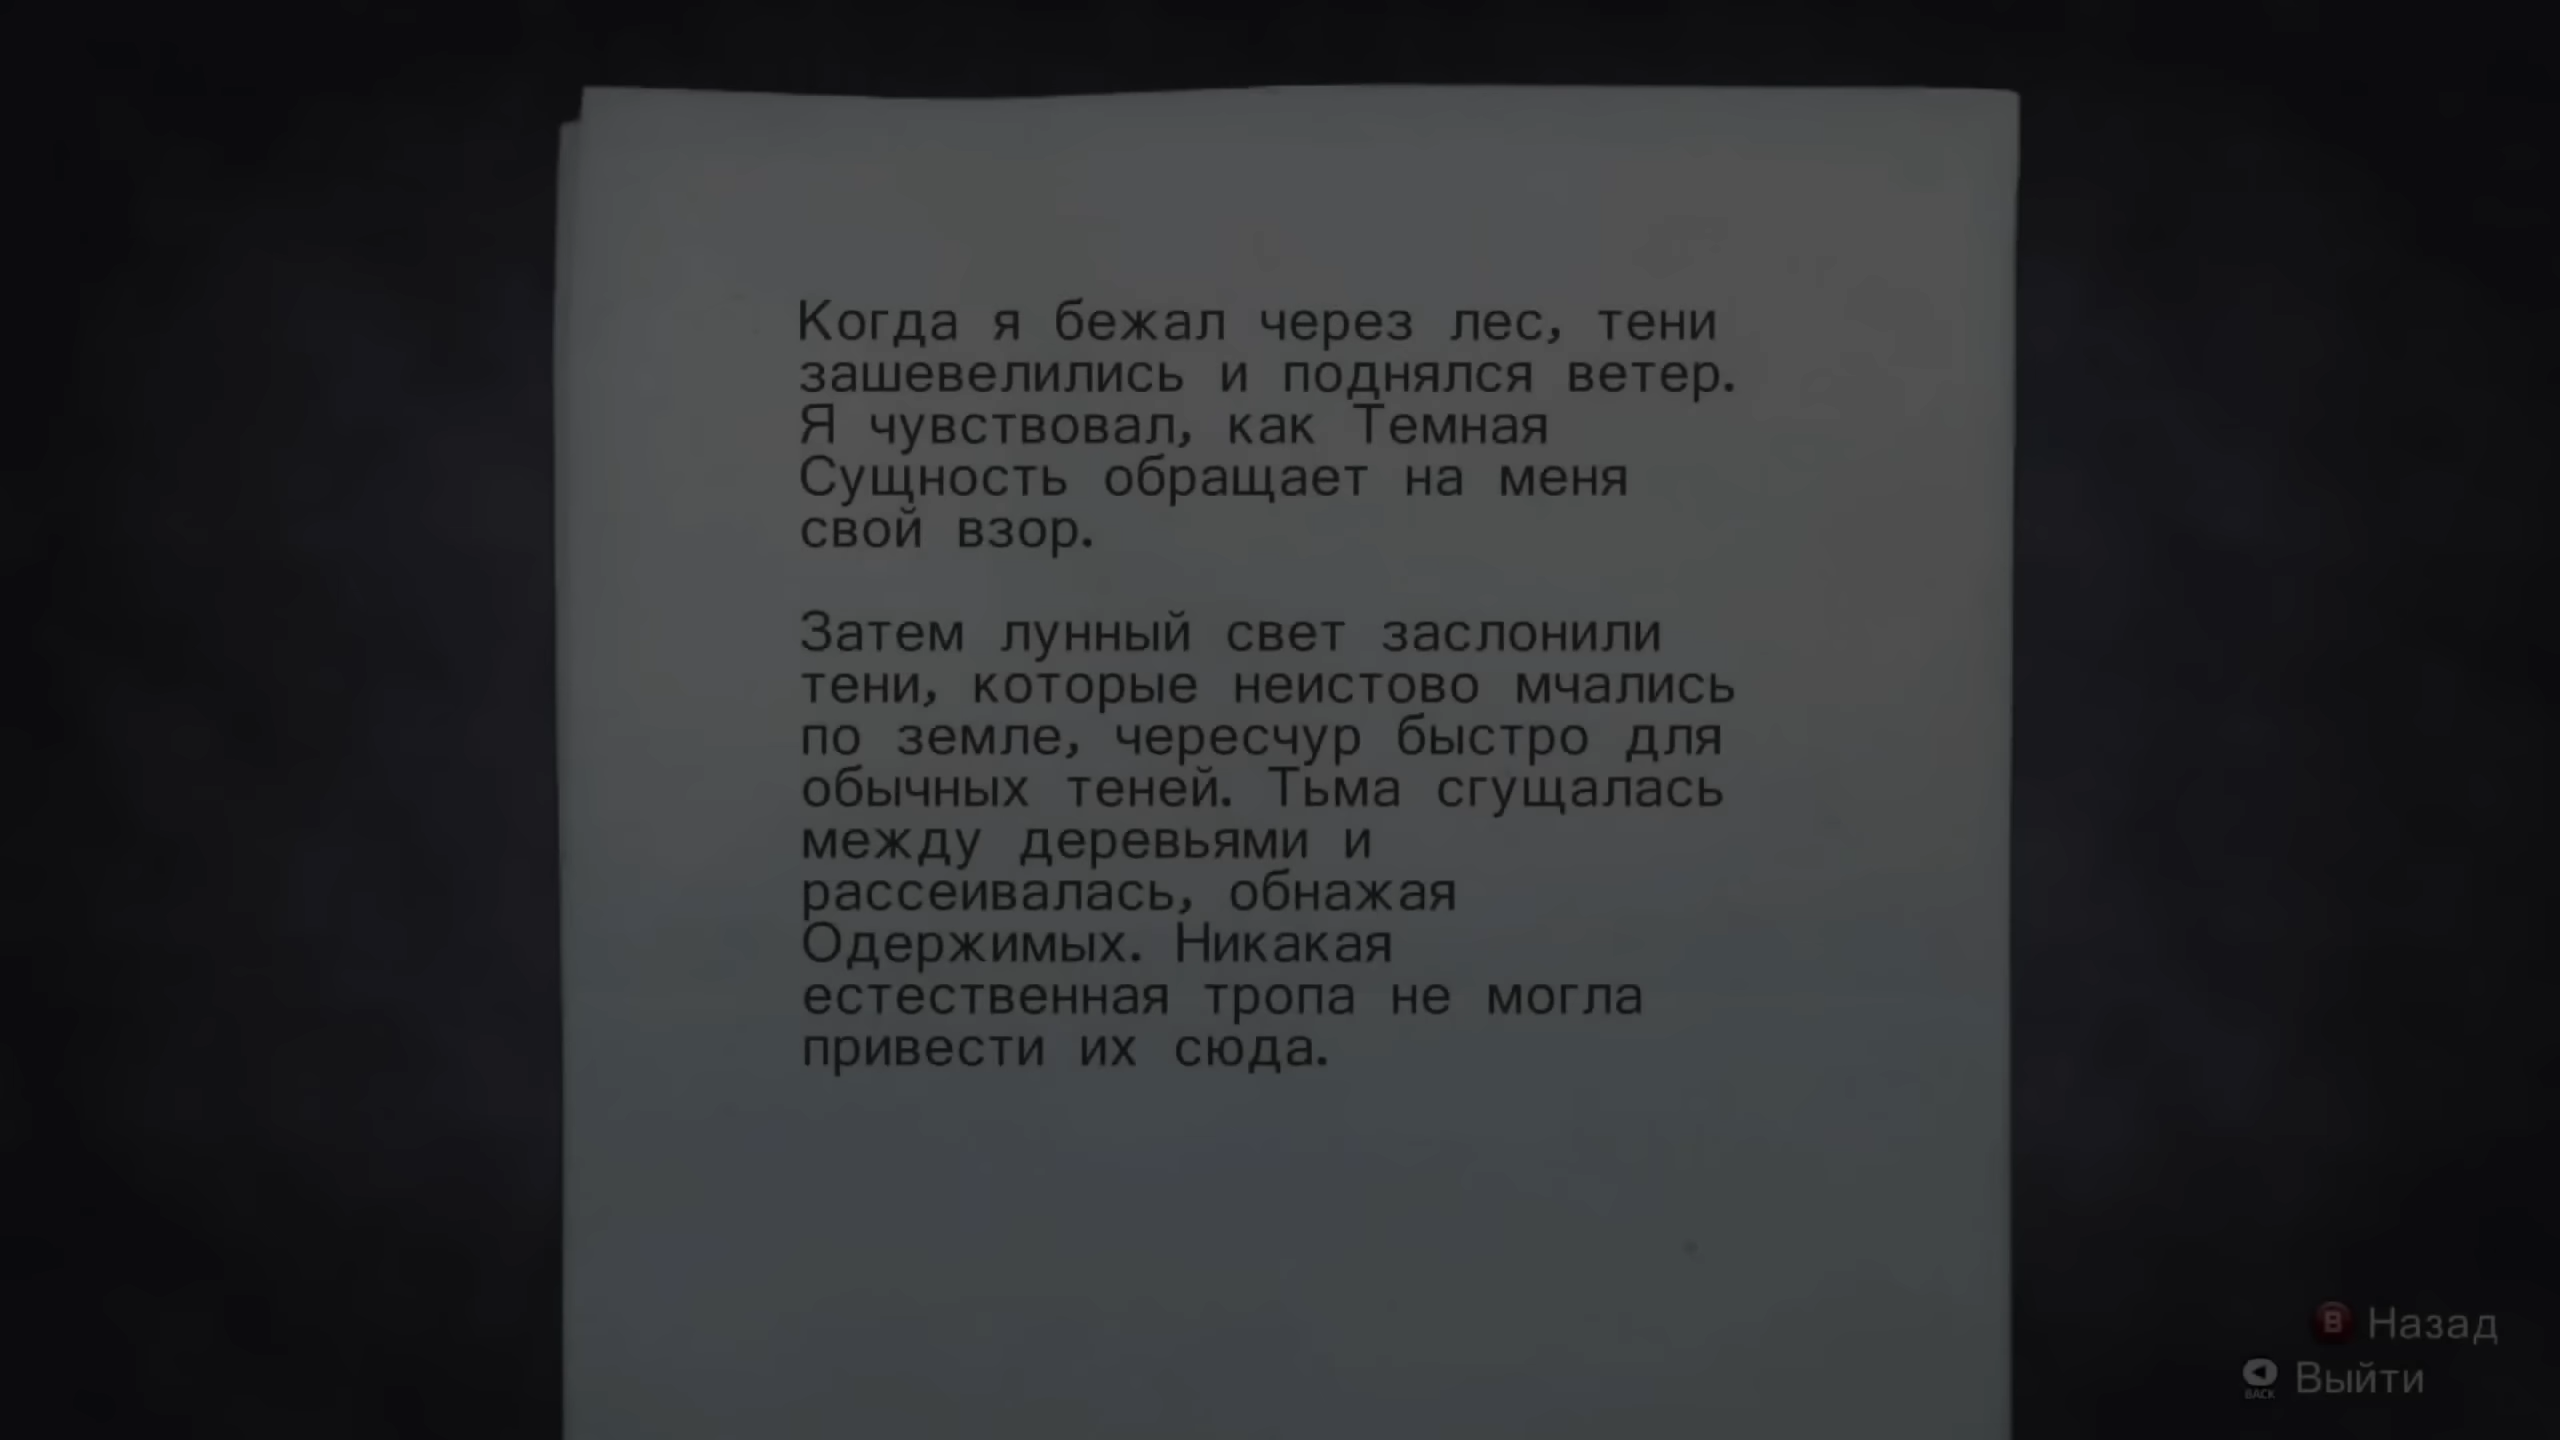 Когда я бежал через лес, тени
зашевелились и поднялся ветер.
Я чувствовал, как Темная
Сущность обращает на меня
свой взор.
Затем лунный свет заслонили
тени, которые неистово мчались
по земле, чересчур быстро для
обычных теней. Тьма сгущалась
между деревьями и
рассеивалась, обнажая
Одержимых. Никакая
естественная тропа не могла
привести их сюда.
B Назад
BACK Выйти